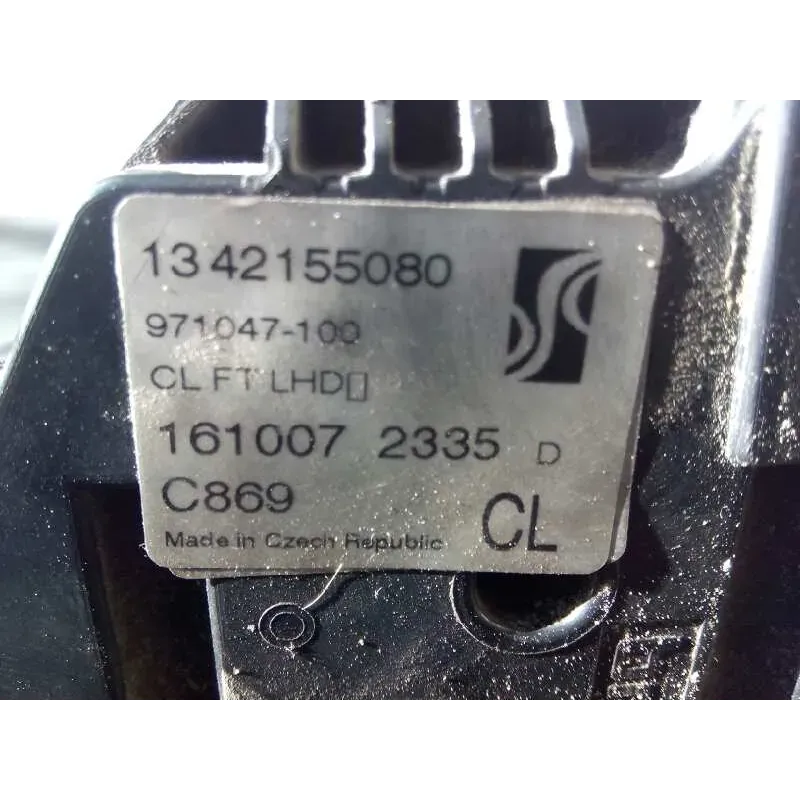 1342155080
971047-100
CL FT LHD▯
161007 2335 D
C869
Made in Czech Republic CL